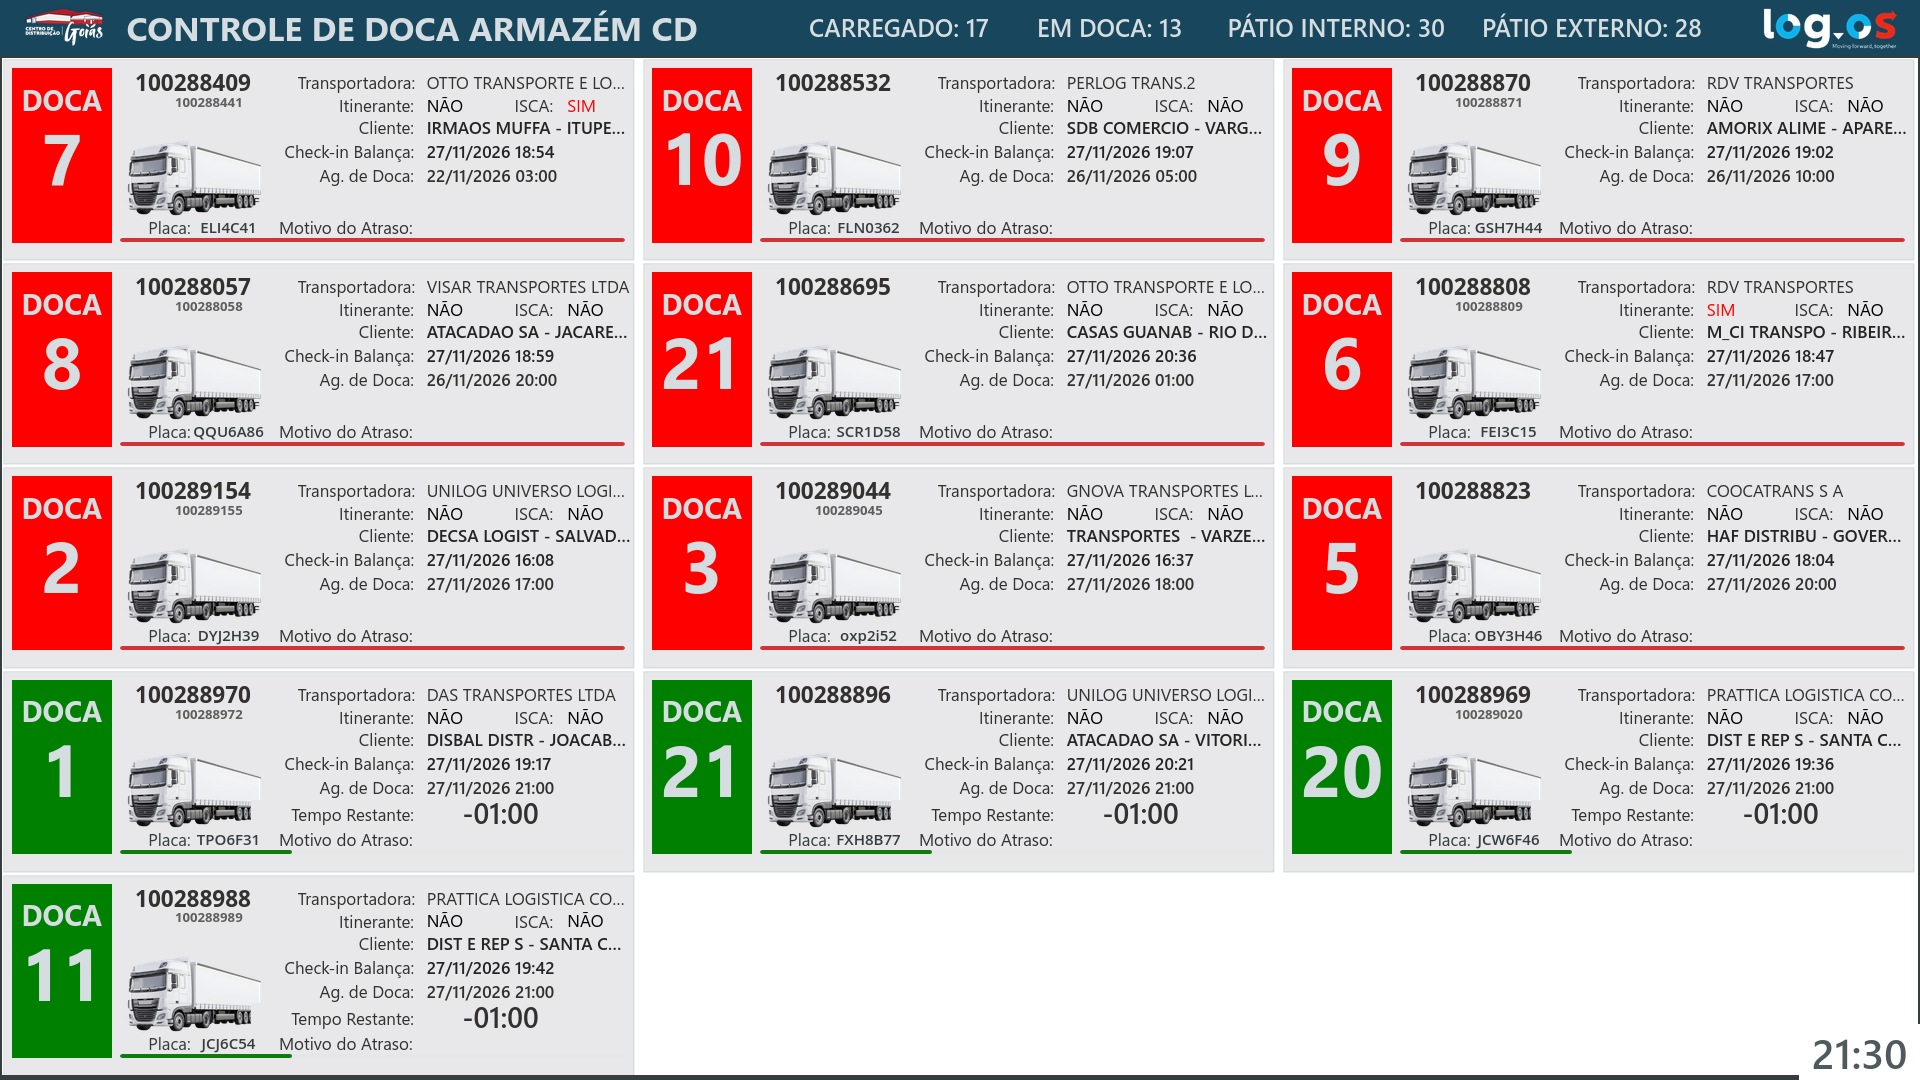 CENTRO DE DISTRIBUIÇÃO Goiás
CONTROLE DE DOCA ARMAZÉM CD
CARREGADO: 17
EM DOCA: 13
PÁTIO INTERNO: 30
PÁTIO EXTERNO: 28
log.os
Moving forward, together
DOCA
7
100288409
100288441
Transportadora: OTTO TRANSPORTE E LO...
Itinerante: NÃO ISCA: SIM
Cliente: IRMAOS MUFFA - ITUPE...
Check-in Balança: 27/11/2026 18:54
Ag. de Doca: 22/11/2026 03:00
Placa: ELI4C41 Motivo do Atraso:
DOCA
10
100288532
Transportadora: PERLOG TRANS.2
Itinerante: NÃO ISCA: NÃO
Cliente: SDB COMERCIO - VARG...
Check-in Balança: 27/11/2026 19:07
Ag. de Doca: 26/11/2026 05:00
Placa: FLN0362 Motivo do Atraso:
DOCA
9
100288870
100288871
Transportadora: RDV TRANSPORTES
Itinerante: NÃO ISCA: NÃO
Cliente: AMORIX ALIME - APARE...
Check-in Balança: 27/11/2026 19:02
Ag. de Doca: 26/11/2026 10:00
Placa: GSH7H44 Motivo do Atraso:
DOCA
8
100288057
100288058
Transportadora: VISAR TRANSPORTES LTDA
Itinerante: NÃO ISCA: NÃO
Cliente: ATACADAO SA - JACARE...
Check-in Balança: 27/11/2026 18:59
Ag. de Doca: 26/11/2026 20:00
Placa: QQU6A86 Motivo do Atraso:
DOCA
21
100288695
Transportadora: OTTO TRANSPORTE E LO...
Itinerante: NÃO ISCA: NÃO
Cliente: CASAS GUANAB - RIO D...
Check-in Balança: 27/11/2026 20:36
Ag. de Doca: 27/11/2026 01:00
Placa: SCR1D58 Motivo do Atraso:
DOCA
6
100288808
100288809
Transportadora: RDV TRANSPORTES
Itinerante: SIM ISCA: NÃO
Cliente: M_CI TRANSPO - RIBEIR...
Check-in Balança: 27/11/2026 18:47
Ag. de Doca: 27/11/2026 17:00
Placa: FEI3C15 Motivo do Atraso:
DOCA
2
100289154
100289155
Transportadora: UNILOG UNIVERSO LOGI...
Itinerante: NÃO ISCA: NÃO
Cliente: DECSA LOGIST - SALVAD...
Check-in Balança: 27/11/2026 16:08
Ag. de Doca: 27/11/2026 17:00
Placa: DYJ2H39 Motivo do Atraso:
DOCA
3
100289044
100289045
Transportadora: GNOVA TRANSPORTES L...
Itinerante: NÃO ISCA: NÃO
Cliente: TRANSPORTES - VARZE...
Check-in Balança: 27/11/2026 16:37
Ag. de Doca: 27/11/2026 18:00
Placa: oxp2i52 Motivo do Atraso:
DOCA
5
100288823
Transportadora: COOCATRANS S A
Itinerante: NÃO ISCA: NÃO
Cliente: HAF DISTRIBU - GOVER...
Check-in Balança: 27/11/2026 18:04
Ag. de Doca: 27/11/2026 20:00
Placa: OBY3H46 Motivo do Atraso:
DOCA
1
100288970
100288972
Transportadora: DAS TRANSPORTES LTDA
Itinerante: NÃO ISCA: NÃO
Cliente: DISBAL DISTR - JOACAB...
Check-in Balança: 27/11/2026 19:17
Ag. de Doca: 27/11/2026 21:00
Tempo Restante: -01:00
Placa: TPO6F31 Motivo do Atraso:
DOCA
21
100288896
Transportadora: UNILOG UNIVERSO LOGI...
Itinerante: NÃO ISCA: NÃO
Cliente: ATACADAO SA - VITORI...
Check-in Balança: 27/11/2026 20:21
Ag. de Doca: 27/11/2026 21:00
Tempo Restante: -01:00
Placa: FXH8B77 Motivo do Atraso:
DOCA
20
100288969
100289020
Transportadora: PRATTICA LOGISTICA CO...
Itinerante: NÃO ISCA: NÃO
Cliente: DIST E REP S - SANTA C...
Check-in Balança: 27/11/2026 19:36
Ag. de Doca: 27/11/2026 21:00
Tempo Restante: -01:00
Placa: JCW6F46 Motivo do Atraso:
DOCA
11
100288988
100288989
Transportadora: PRATTICA LOGISTICA CO...
Itinerante: NÃO ISCA: NÃO
Cliente: DIST E REP S - SANTA C...
Check-in Balança: 27/11/2026 19:42
Ag. de Doca: 27/11/2026 21:00
Tempo Restante: -01:00
Placa: JCJ6C54 Motivo do Atraso:
21:30